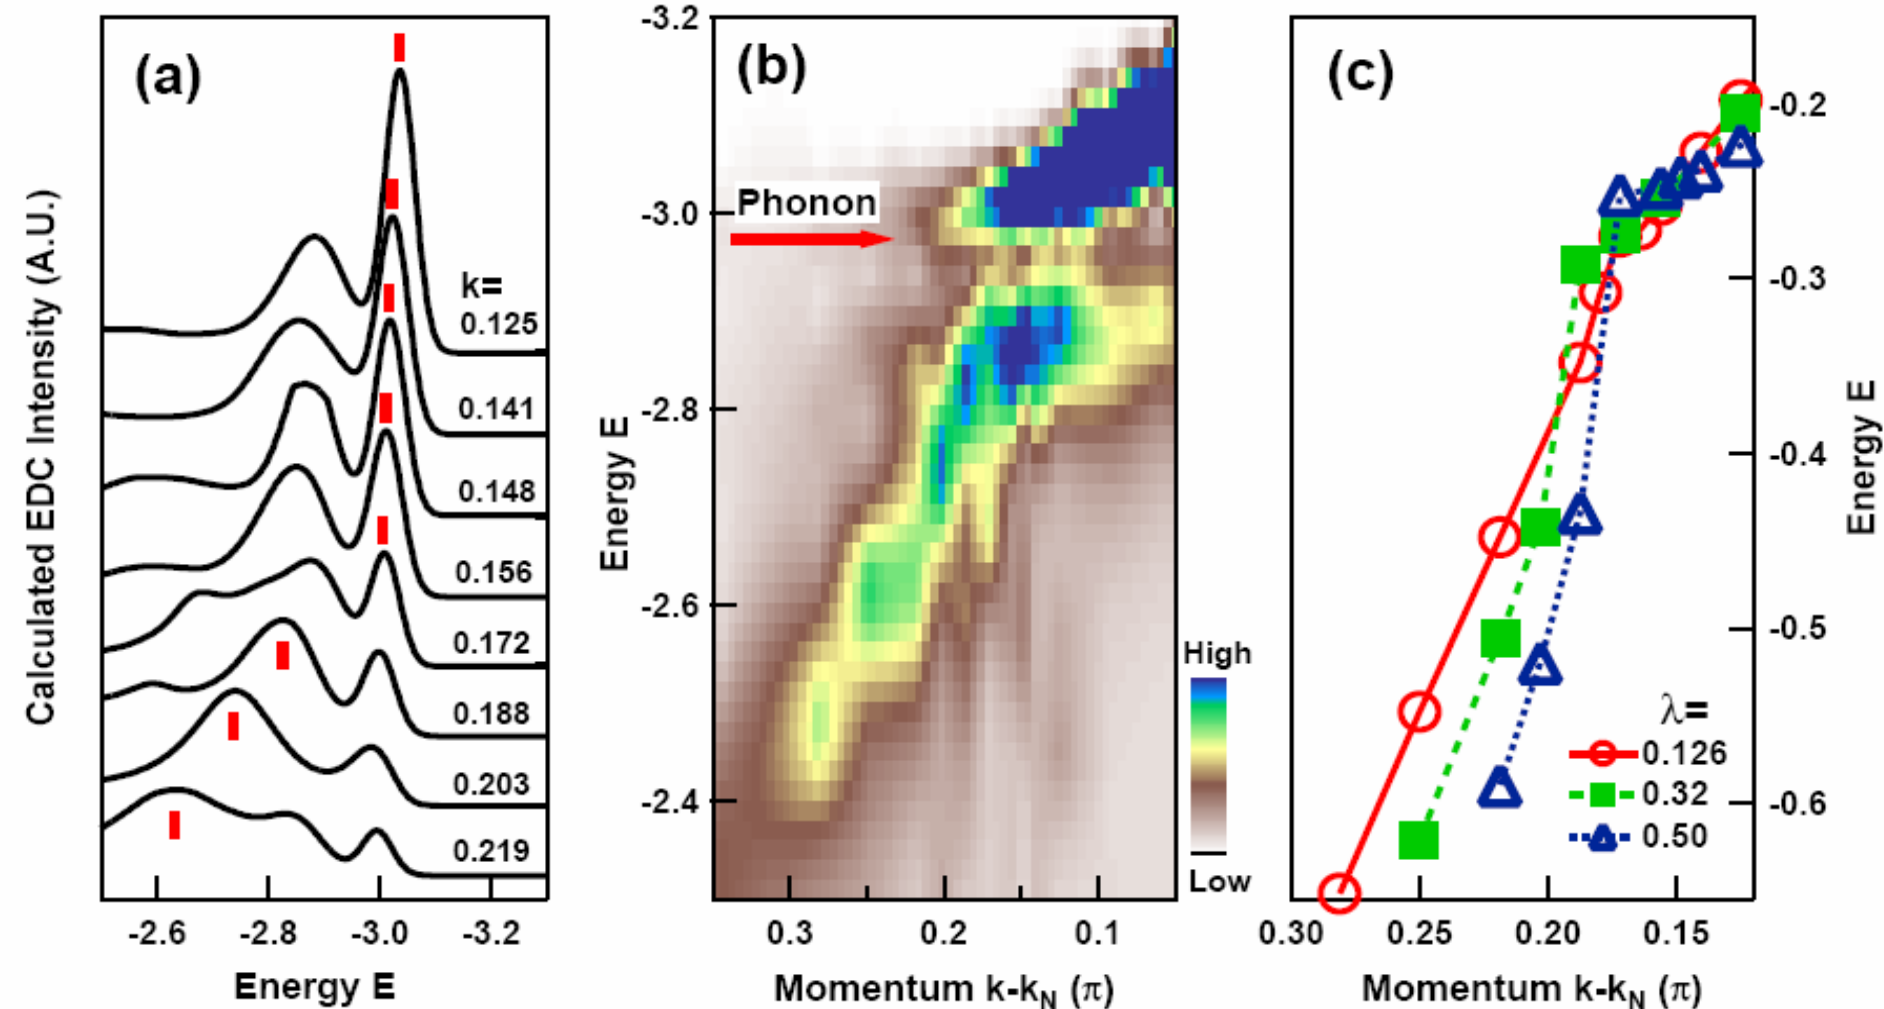 (a)
Calculated EDC Intensity (A.U.)
k=
0.125
0.141
0.148
0.156
0.172
0.188
0.203
0.219
-2.6 -2.8 -3.0 -3.2
Energy E
(b)
Energy E
-3.2
-3.0
-2.8
-2.6
-2.4
Phonon
High
Low
0.3 0.2 0.1
Momentum k-kN (π)
(c)
-0.2
-0.3
-0.4
-0.5
-0.6
Energy E
λ=
0.126
0.32
0.50
0.30 0.25 0.20 0.15
Momentum k-kN (π)